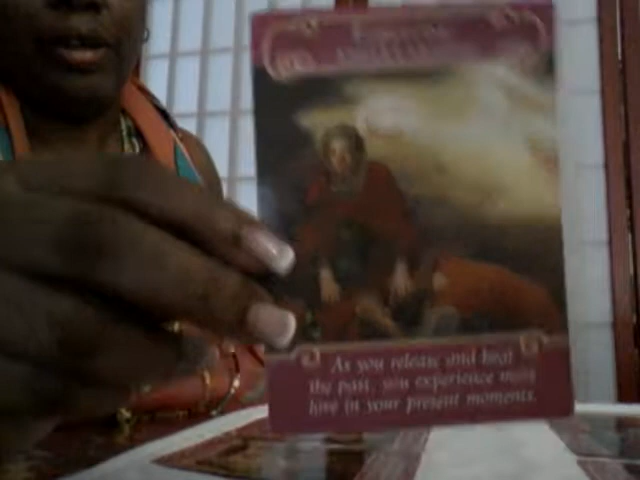 As you release and heal
the past, you experience more
love in your present moments.